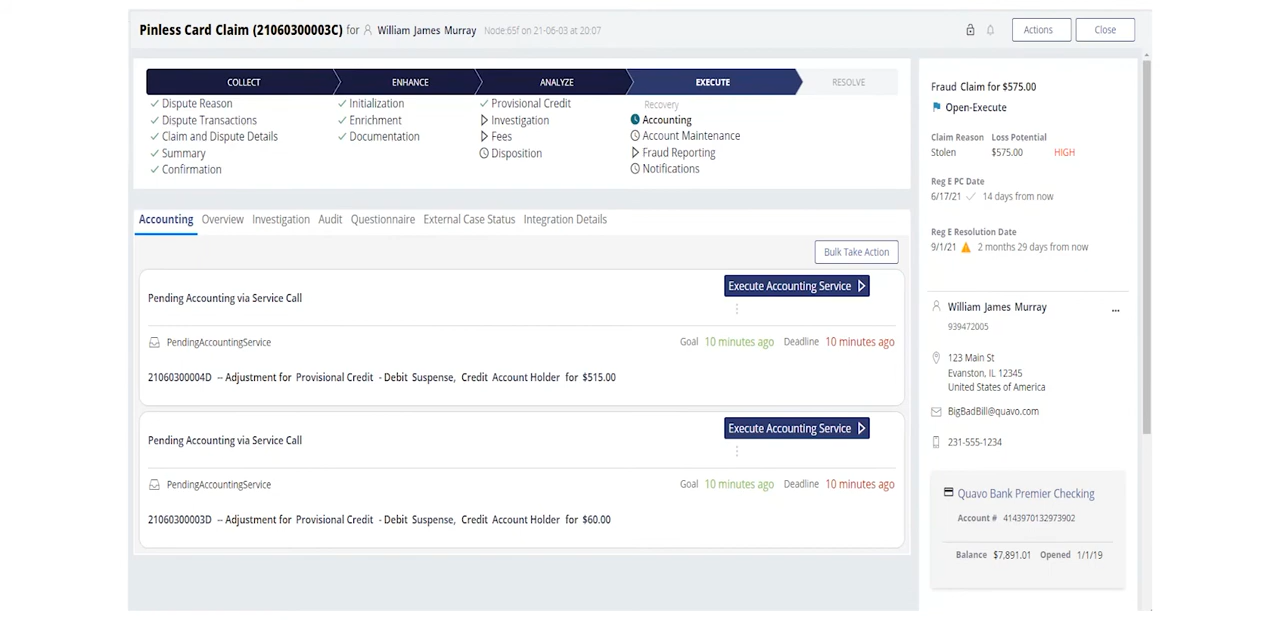 Pinless Card Claim (21060300003C) for William James Murray Node:65f on 21-06-03 at 20:07
Actions
Close
COLLECT
ENHANCE
ANALYZE
EXECUTE
RESOLVE
Dispute Reason
Dispute Transactions
Claim and Dispute Details
Summary
Confirmation
Initialization
Enrichment
Documentation
Provisional Credit
Investigation
Fees
Disposition
Recovery
Accounting
Account Maintenance
Fraud Reporting
Notifications
Accounting Overview Investigation Audit Questionnaire External Case Status Integration Details
Bulk Take Action
Pending Accounting via Service Call
Execute Accounting Service
PendingAccountingService
Goal 10 minutes ago Deadline 10 minutes ago
21060300004D -- Adjustment for Provisional Credit - Debit Suspense, Credit Account Holder for $515.00
Pending Accounting via Service Call
Execute Accounting Service
PendingAccountingService
Goal 10 minutes ago Deadline 10 minutes ago
21060300003D -- Adjustment for Provisional Credit - Debit Suspense, Credit Account Holder for $60.00
Fraud Claim for $575.00
Open-Execute
Claim Reason Loss Potential
Stolen $575.00 HIGH
Reg E PC Date
6/17/21 14 days from now
Reg E Resolution Date
9/1/21 2 months 29 days from now
William James Murray ...
939472005
123 Main St
Evanston, IL 12345
United States of America
BigBadBill@quavo.com
231-555-1234
Quavo Bank Premier Checking
Account # 4143970132973902
Balance $7,891.01 Opened 1/1/19